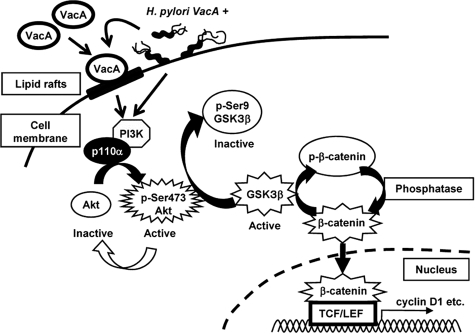 VacA
VacA
H. pylori VacA +
VacA
Lipid rafts
Cell
membrane
PI3K
p110α
Akt
Inactive
p-Ser473
Akt
Active
p-Ser9
GSK3β
Inactive
GSK3β
Active
p-β-catenin
Phosphatase
β-catenin
Nucleus
β-catenin
TCF/LEF
cyclin D1 etc.